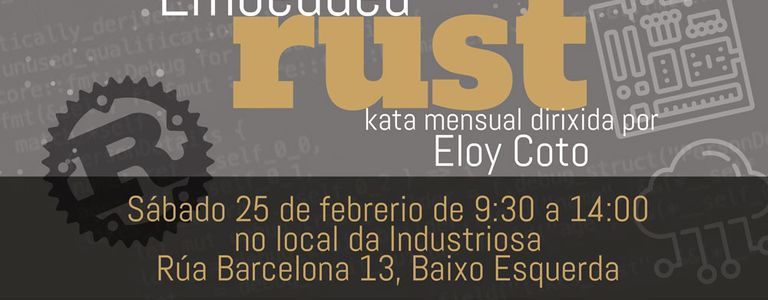 Embedded
rust
kata mensual dirixida por
Eloy Coto
Sábado 25 de febrerio de 9:30 a 14:00
no local da Industriosa
Rúa Barcelona 13, Baixo Esquerda